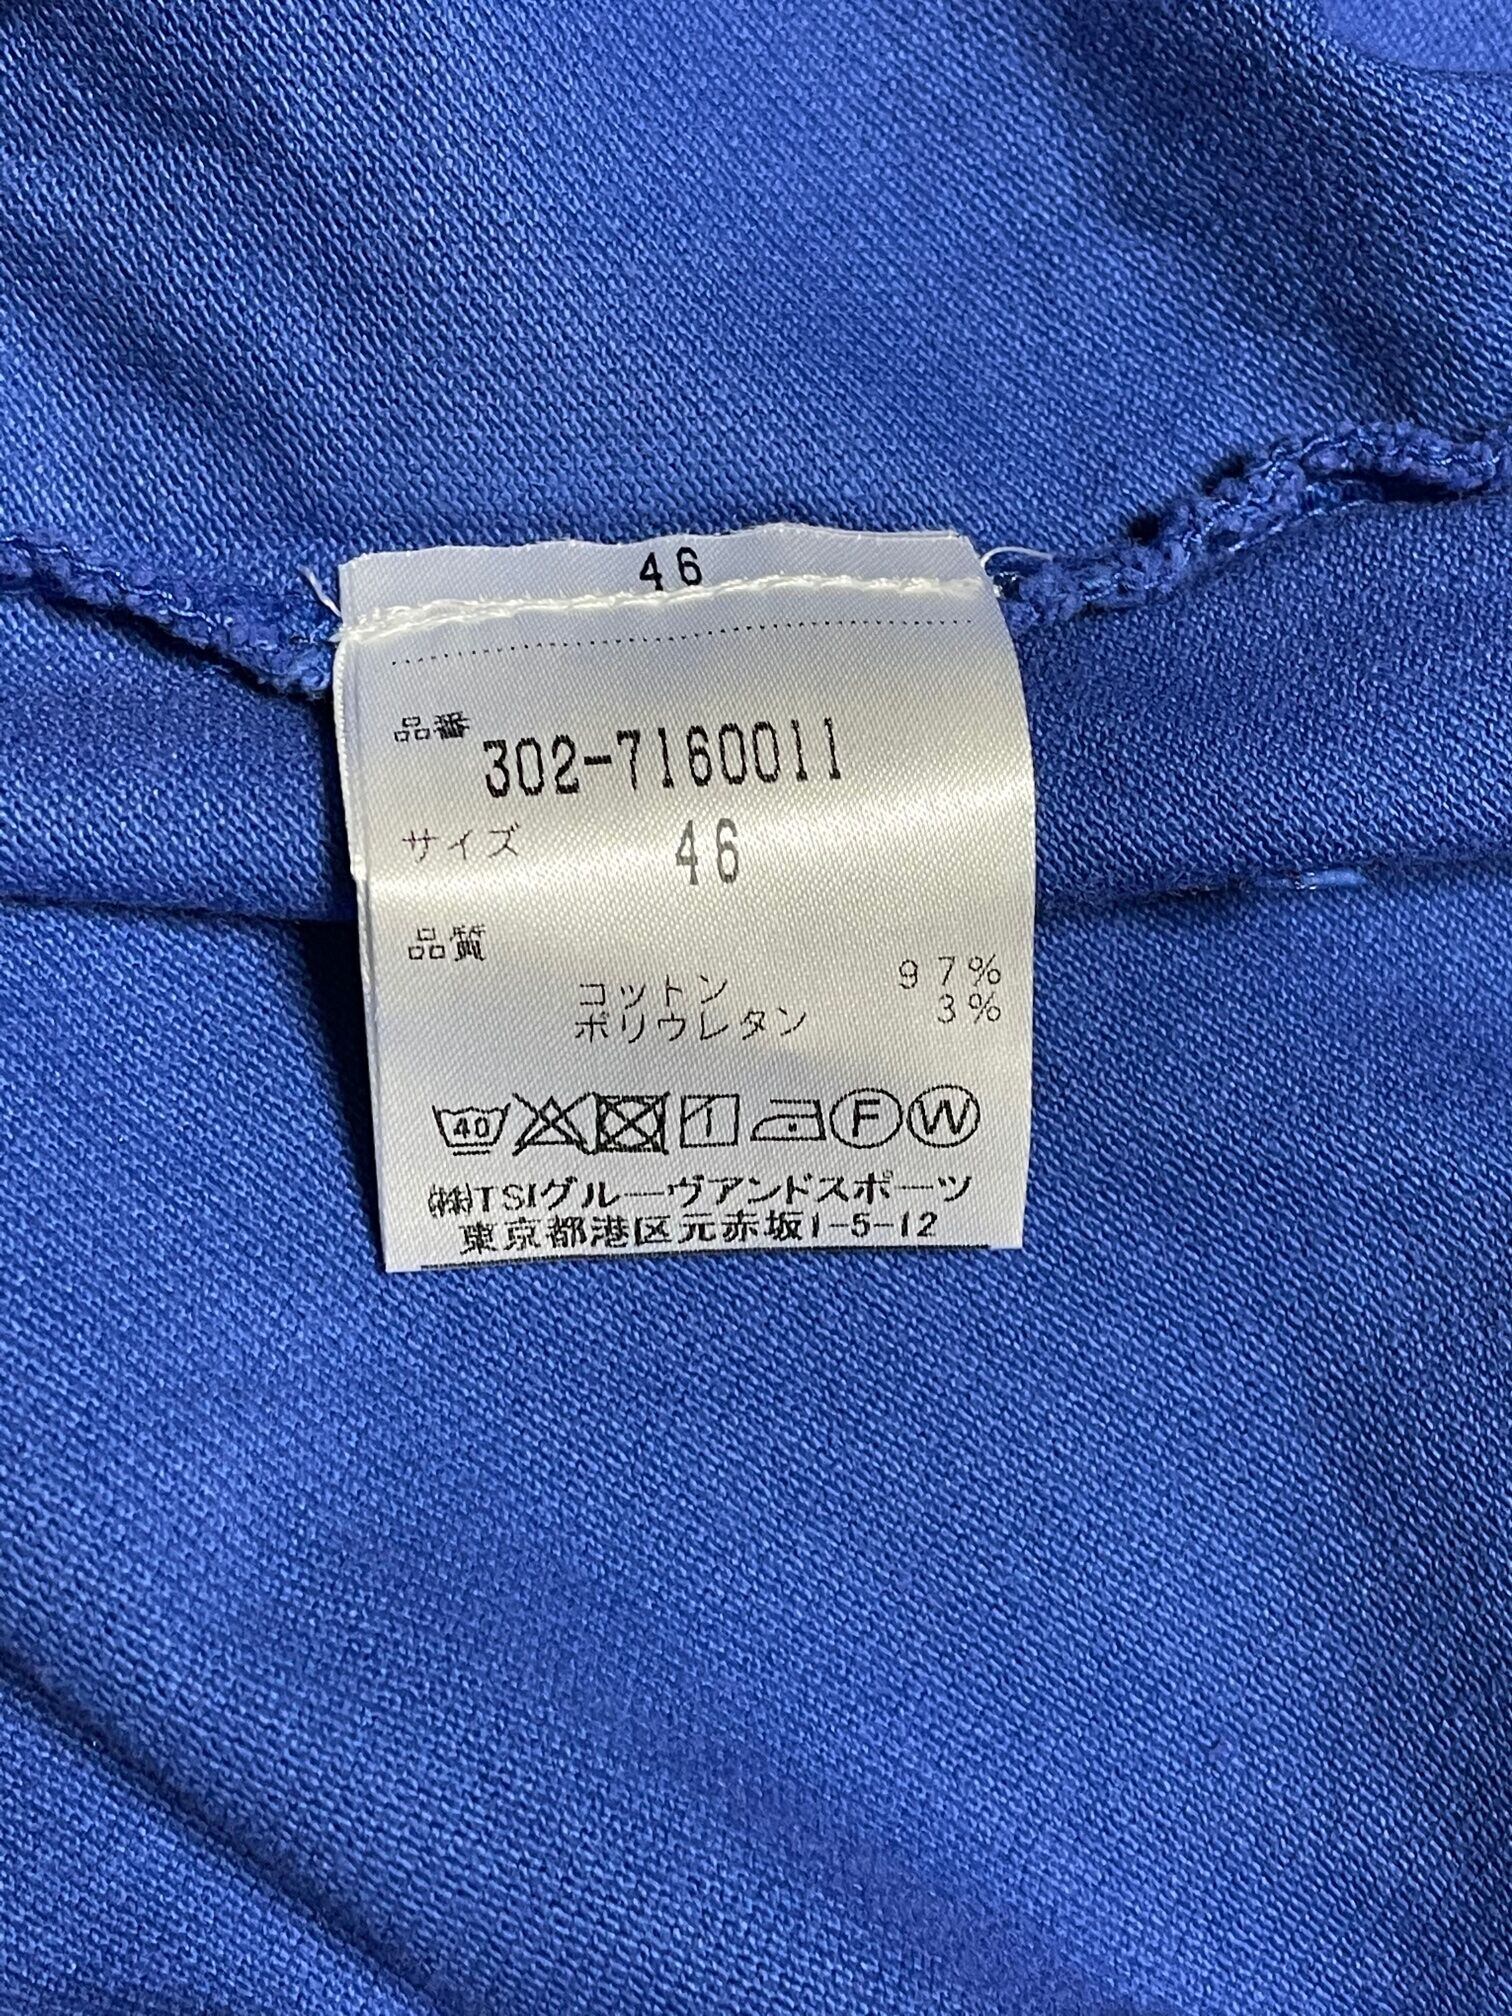 46
品番 302-7160011
サイズ 46
品質
コットン 97%
ポリウレタン 3%
40 F W
(株)TSIグルーヴアンドスポーツ
東京都港区元赤坂1-5-12